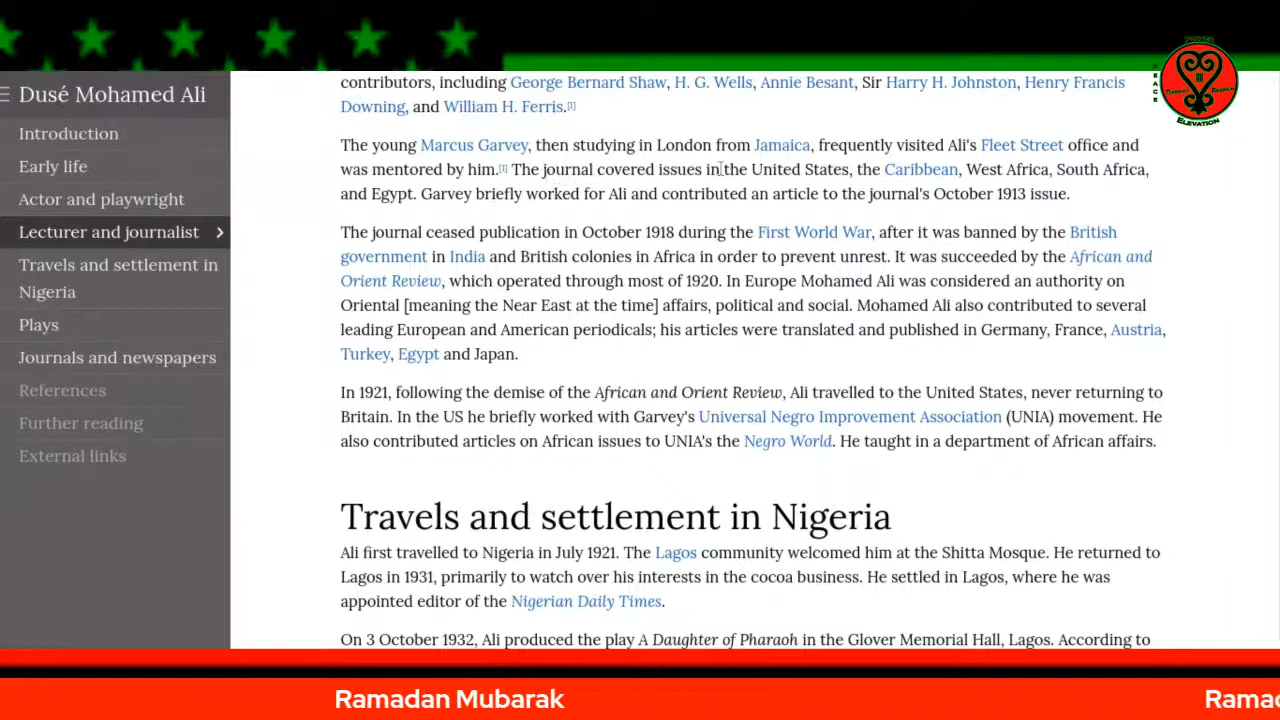 POWER
PEACE
ELEVATION
Dusé Mohamed Ali
Introduction
Early life
Actor and playwright
Lecturer and journalist
Travels and settlement in
Nigeria
Plays
Journals and newspapers
References
Further reading
External links
contributors, including George Bernard Shaw, H. G. Wells, Annie Besant, Sir Harry H. Johnston, Henry Francis
Downing, and William H. Ferris.[1]
The young Marcus Garvey, then studying in London from Jamaica, frequently visited Ali's Fleet Street office and
was mentored by him.[1] The journal covered issues in the United States, the Caribbean, West Africa, South Africa,
and Egypt. Garvey briefly worked for Ali and contributed an article to the journal's October 1913 issue.
The journal ceased publication in October 1918 during the First World War, after it was banned by the British
government in India and British colonies in Africa in order to prevent unrest. It was succeeded by the African and
Orient Review, which operated through most of 1920. In Europe Mohamed Ali was considered an authority on
Oriental [meaning the Near East at the time] affairs, political and social. Mohamed Ali also contributed to several
leading European and American periodicals; his articles were translated and published in Germany, France, Austria,
Turkey, Egypt and Japan.
In 1921, following the demise of the African and Orient Review, Ali travelled to the United States, never returning to
Britain. In the US he briefly worked with Garvey's Universal Negro Improvement Association (UNIA) movement. He
also contributed articles on African issues to UNIA's the Negro World. He taught in a department of African affairs.
Travels and settlement in Nigeria
Ali first travelled to Nigeria in July 1921. The Lagos community welcomed him at the Shitta Mosque. He returned to
Lagos in 1931, primarily to watch over his interests in the cocoa business. He settled in Lagos, where he was
appointed editor of the Nigerian Daily Times.
On 3 October 1932, Ali produced the play A Daughter of Pharaoh in the Glover Memorial Hall, Lagos. According to
Ramadan Mubarak
Ramad